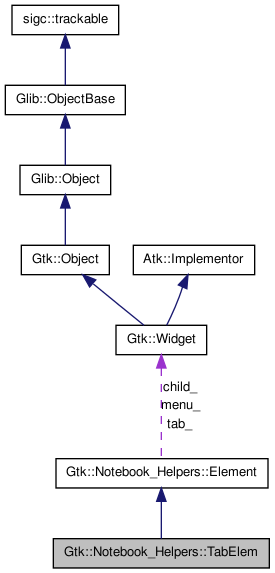 sigc::trackable
Glib::ObjectBase
Glib::Object
Gtk::Object
Atk::Implementor
Gtk::Widget
child_
menu_
tab_
Gtk::Notebook_Helpers::Element
Gtk::Notebook_Helpers::TabElem